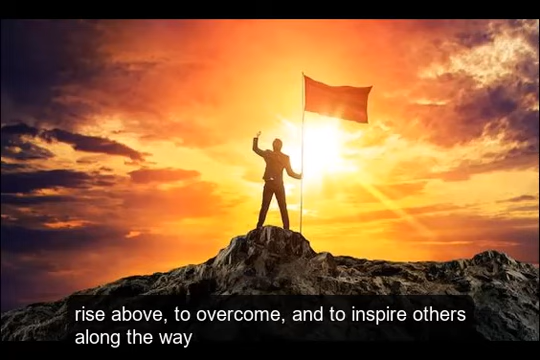 rise above, to overcome, and to inspire others
along the way